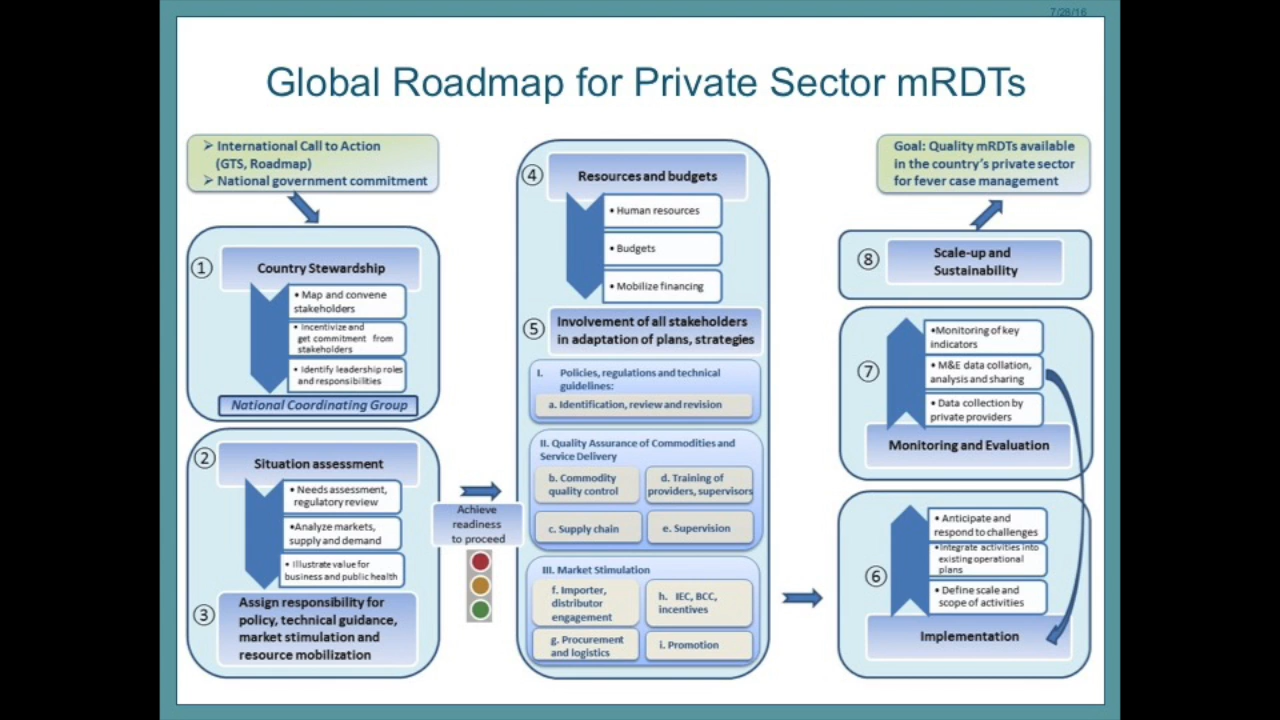 7/28/16
Global Roadmap for Private Sector mRDTs
➢ International Call to Action
(GTS, Roadmap)
➢ National government commitment
① Country Stewardship
• Map and convene
stakeholders
• Incentivize and
get commitment from
stakeholders
• Identify leadership roles
and responsibilities
National Coordinating Group
② Situation assessment
• Needs assessment,
regulatory review
•Analyze markets,
supply and demand
• Illustrate value for
business and public health
③ Assign responsibility for
policy, technical guidance,
market stimulation and
resource mobilization
Achieve
readiness
to proceed
④ Resources and budgets
• Human resources
• Budgets
• Mobilize financing
⑤ Involvement of all stakeholders
in adaptation of plans, strategies
I. Policies, regulations and technical
guidelines:
a. Identification, review and revision
II. Quality Assurance of Commodities and
Service Delivery
b. Commodity
quality control
d. Training of
providers, supervisors
c. Supply chain
e. Supervision
III. Market Stimulation
f. Importer,
distributor
engagement
h. IEC, BCC,
incentives
g. Procurement
and logistics
i. Promotion
Goal: Quality mRDTs available
in the country's private sector
for fever case management
⑧ Scale-up and
Sustainability
⑦
•Monitoring of key
indicators
• M&E data collation,
analysis and sharing
• Data collection by
private providers
Monitoring and Evaluation
⑥
• Anticipate and
respond to challenges
•Integrate activities into
existing operational
plans
• Define scale and
scope of activities
Implementation